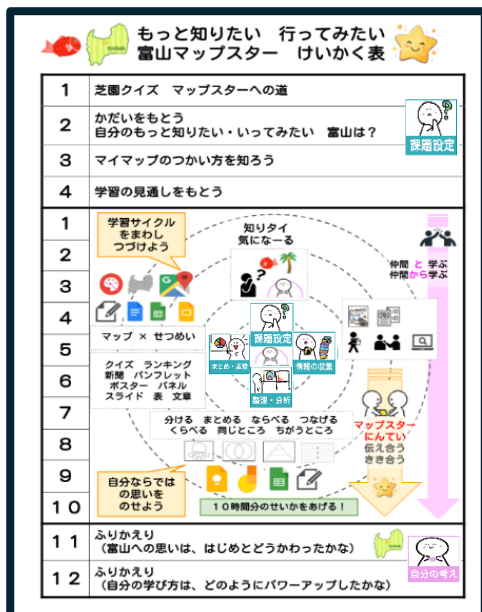 もっと知りたい　行ってみたい
富山マップスター　けいかく表
1　芝園クイズ　マップスターへの道
2　かだいをもとう
自分のもっと知りたい・いってみたい　富山は？
課題設定
3　マイマップのつかい方を知ろう
4　学習の見通しをもとう
1
2
3
4
5
6
7
8
9
10
学習サイクル
をまわし
つづけよう
知りタイ
気になーる
仲間 と 学ぶ
仲間から学ぶ
課題設定
まとめ・表現
情報の収集
整理・分析
マップ × せつめい
クイズ　ランキング
新聞　パンフレット
ポスター　パネル
スライド　表　文章
分ける　まとめる　ならべる　つなげる
くらべる　同じところ　ちがうところ
マップスター
にんてい
伝え合う
きき合う
自分ならでは
の思いを
のせよう
10時間分のせいかをあげる！
11　ふりかえり
（富山への思いは、はじめとどうかわったかな）
12　ふりかえり
（自分の学び方は、どのようにパワーアップしたかな）
自分の考え